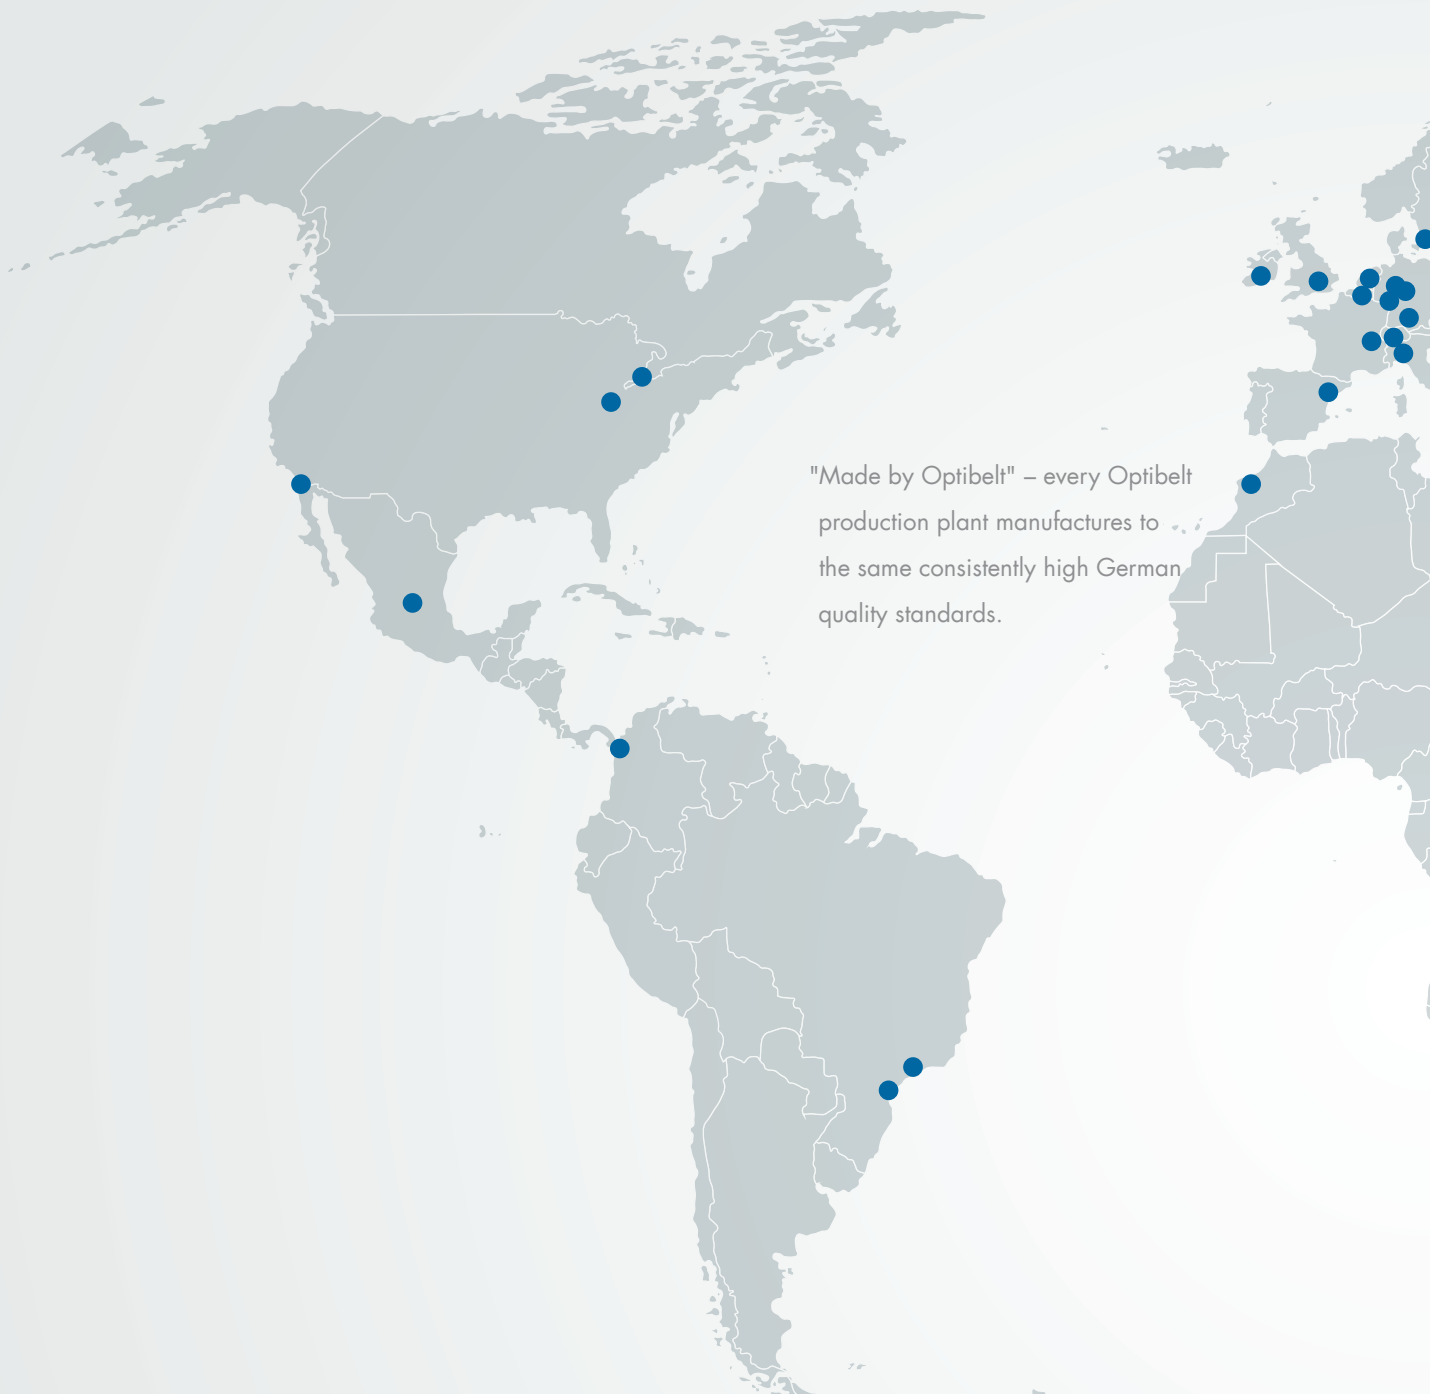 "Made by Optibelt" – every Optibelt
production plant manufactures to
the same consistently high German
quality standards.